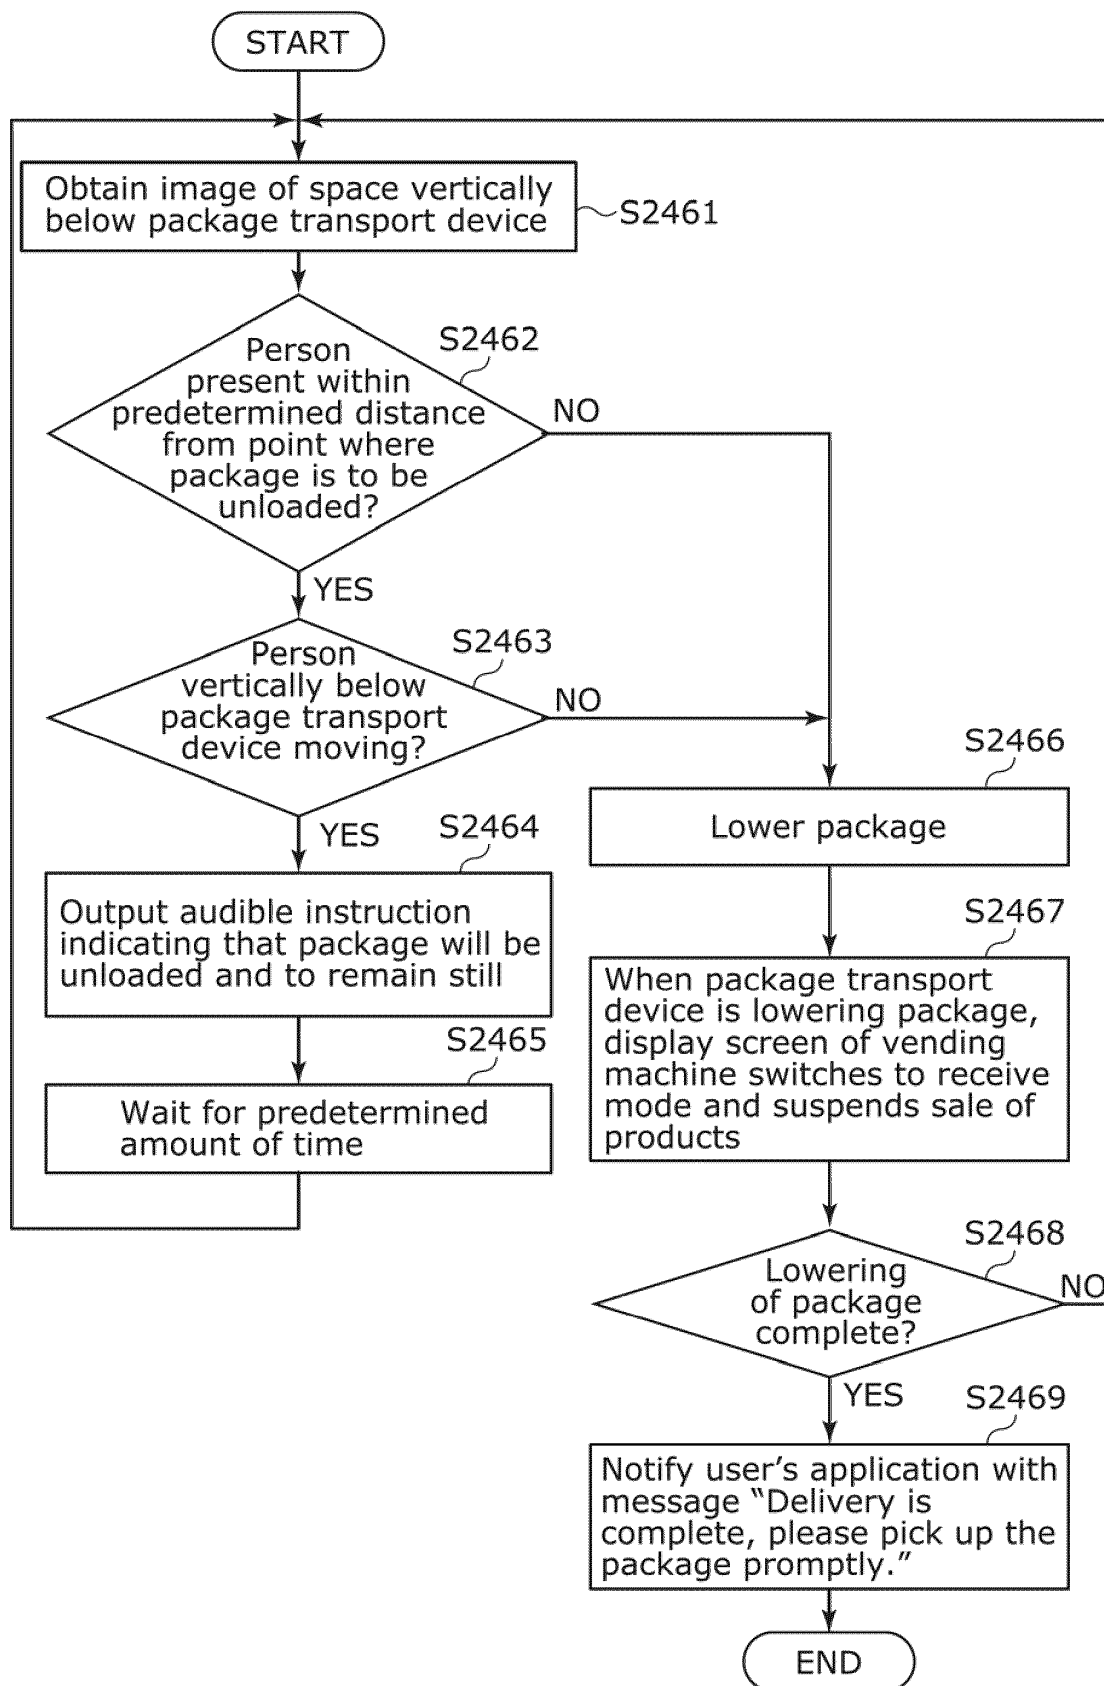 START
Obtain image of space vertically
below package transport device
S2461
S2462
Person
present within
predetermined distance
from point where
package is to be
unloaded?
NO
YES
S2463
Person
vertically below
package transport
device moving?
NO
YES
S2464
Output audible instruction
indicating that package will be
unloaded and to remain still
S2465
Wait for predetermined
amount of time
S2466
Lower package
S2467
When package transport
device is lowering package,
display screen of vending
machine switches to receive
mode and suspends sale of
products
S2468
Lowering
of package
complete?
NO
YES
S2469
Notify user's application with
message “Delivery is
complete, please pick up the
package promptly.”
END